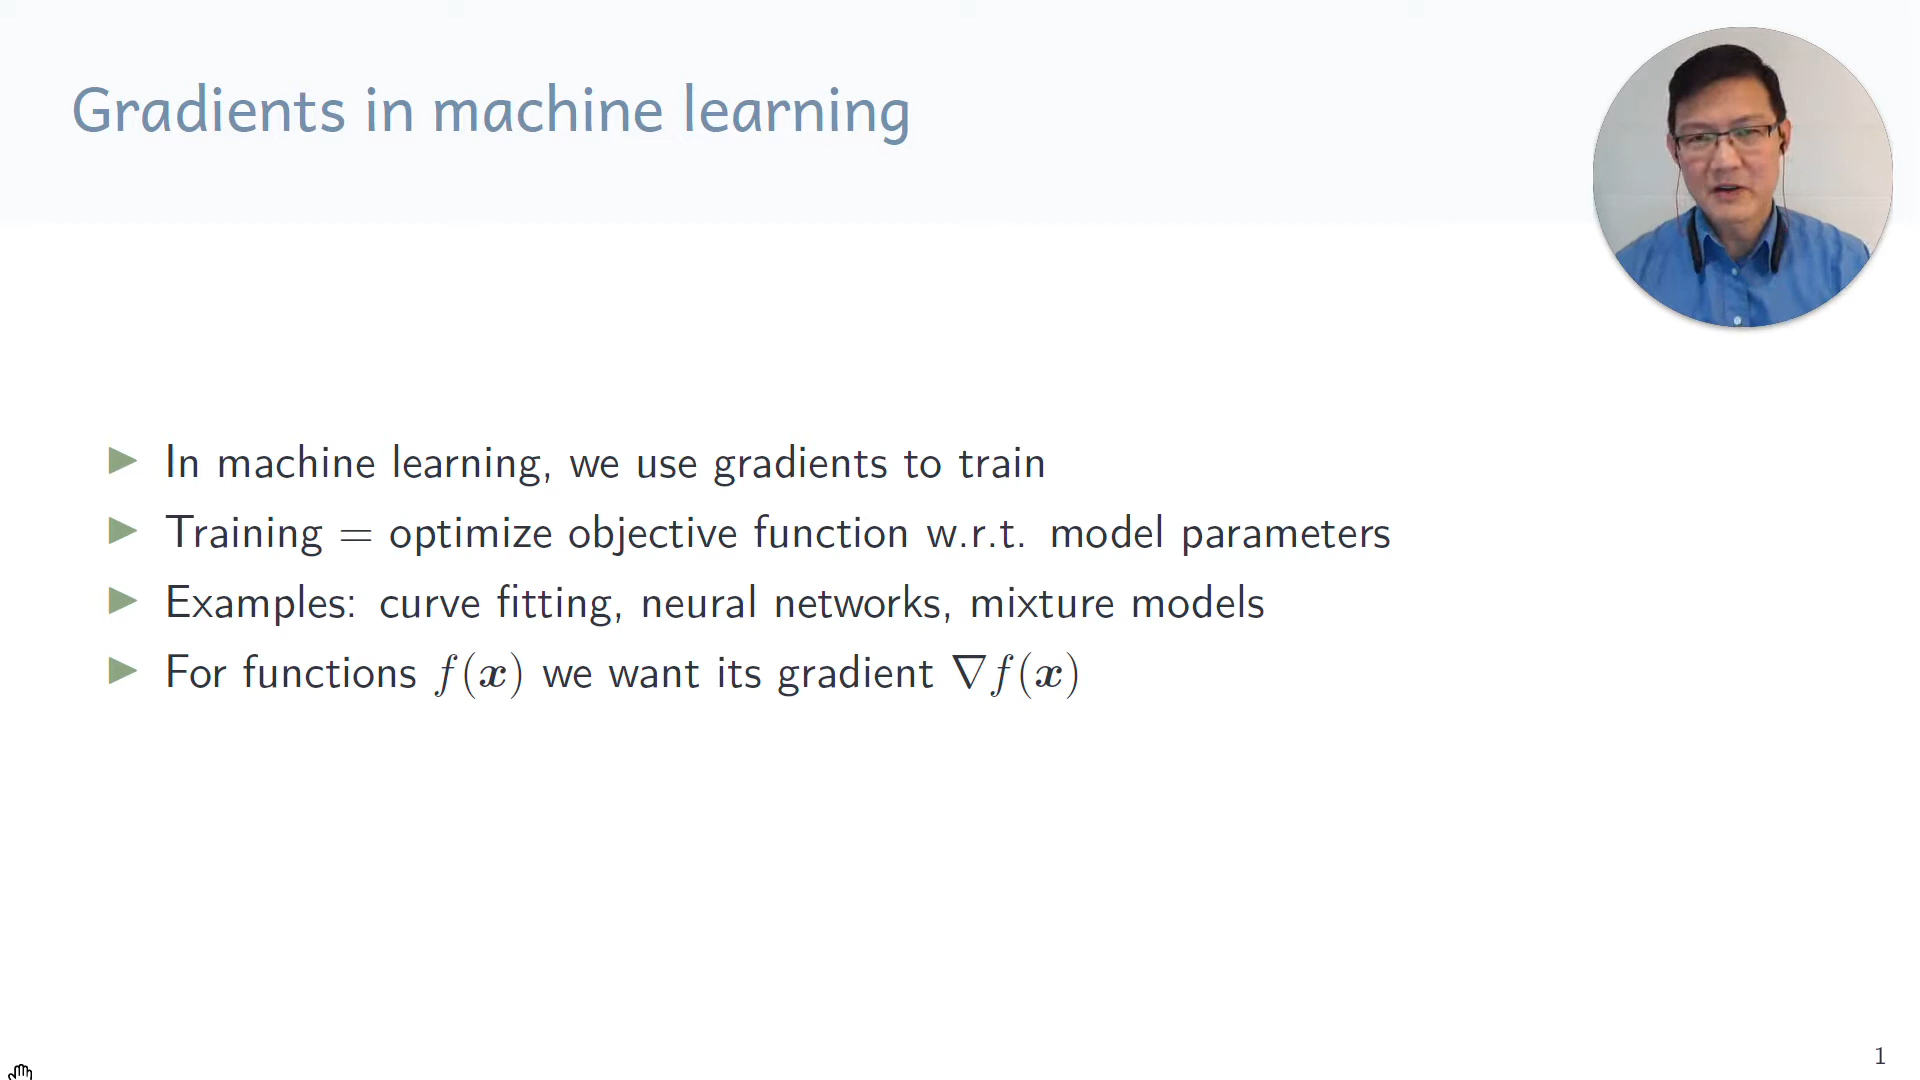 Gradients in machine learning
In machine learning, we use gradients to train
Training = optimize objective function w.r.t. model parameters
Examples: curve fitting, neural networks, mixture models
For functions f(x) we want its gradient ∇f(x)
1